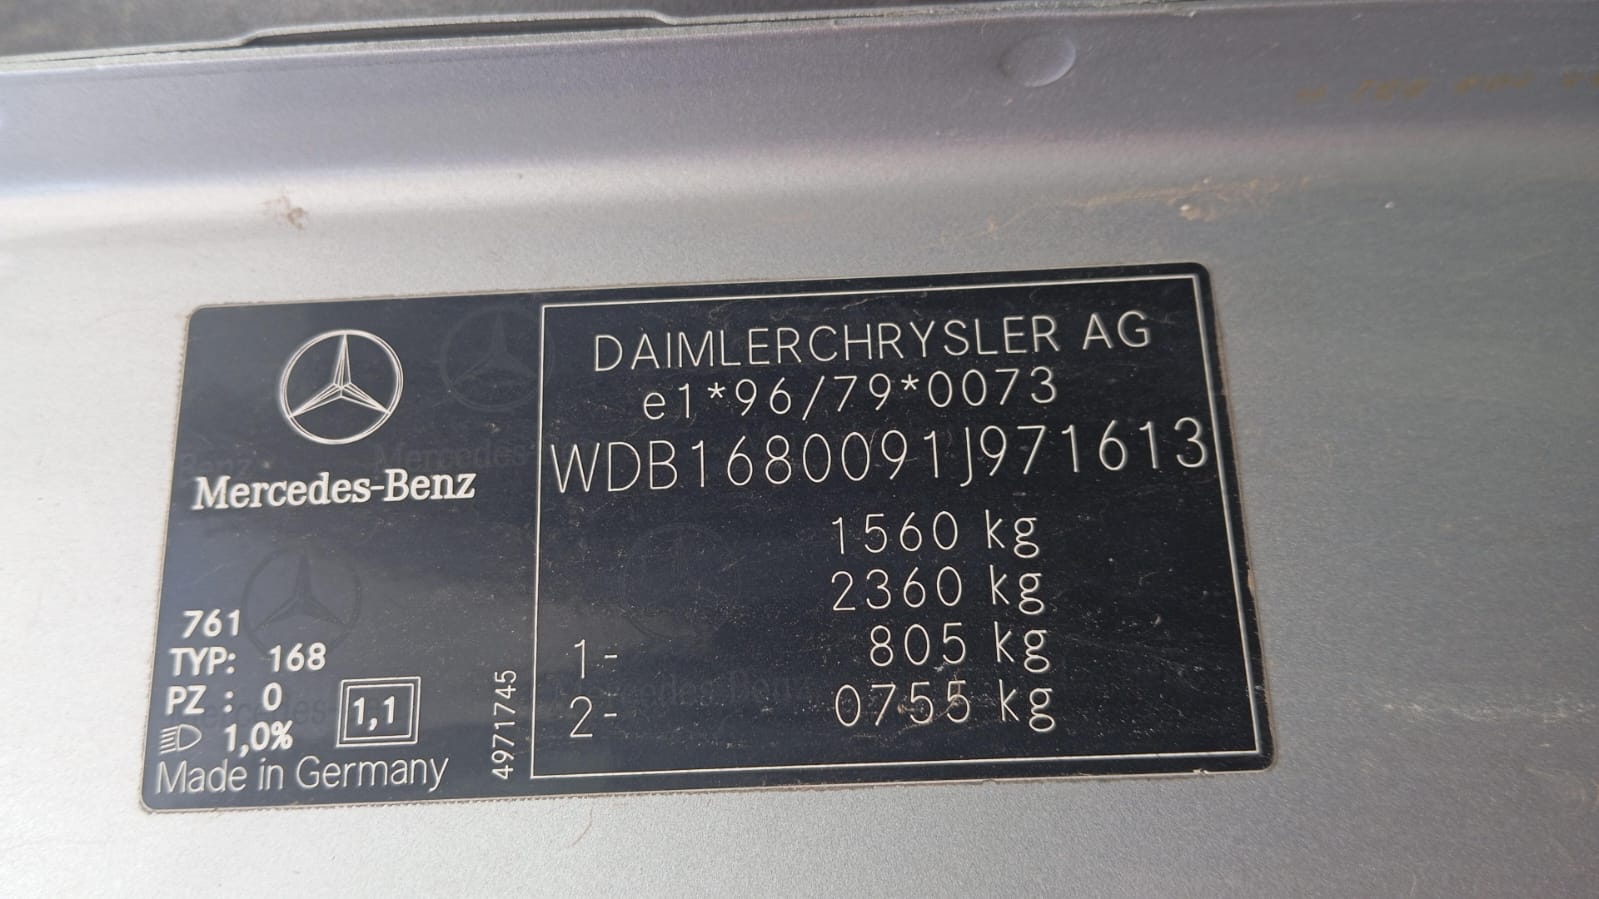 Mercedes-Benz
761
TYP: 168
PZ : 0
1,0%
1,1
Made in Germany
4971745
DAIMLERCHRYSLER AG
e1*96/79*0073
WDB1680091J971613
1560 kg
2360 kg
1- 805 kg
2- 0755 kg